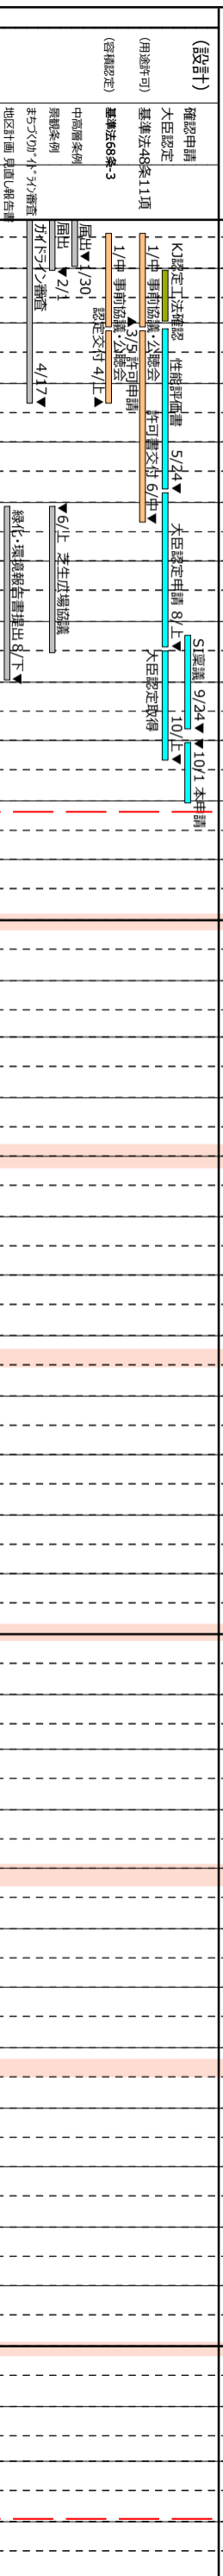 (設計)
確認申請
SI稟議 9/24▼ ▼10/1 本申請
大臣認定
KJ認定工法確認 性能評価書 5/24▼ 大臣認定申請 8/上▼ 10/上▼
大臣認定取得
(用途許可) 基準法48条11項
1/中 事前協議・公聴会 許可書交付 6/中▼
▲3/5 許可申請
(容積認定) 基準法68条-3
1/中 事前協議・公聴会
認定交付 4/上▲
中高層条例
届出▼1/30
景観条例
届出 ▼2/1 ▼6/上 芝生広場協議
まちづくりガイドライン審査
ガイドライン審査 4/17▼
地区計画 見直し報告書
緑化・環境報告書提出 8/下▼